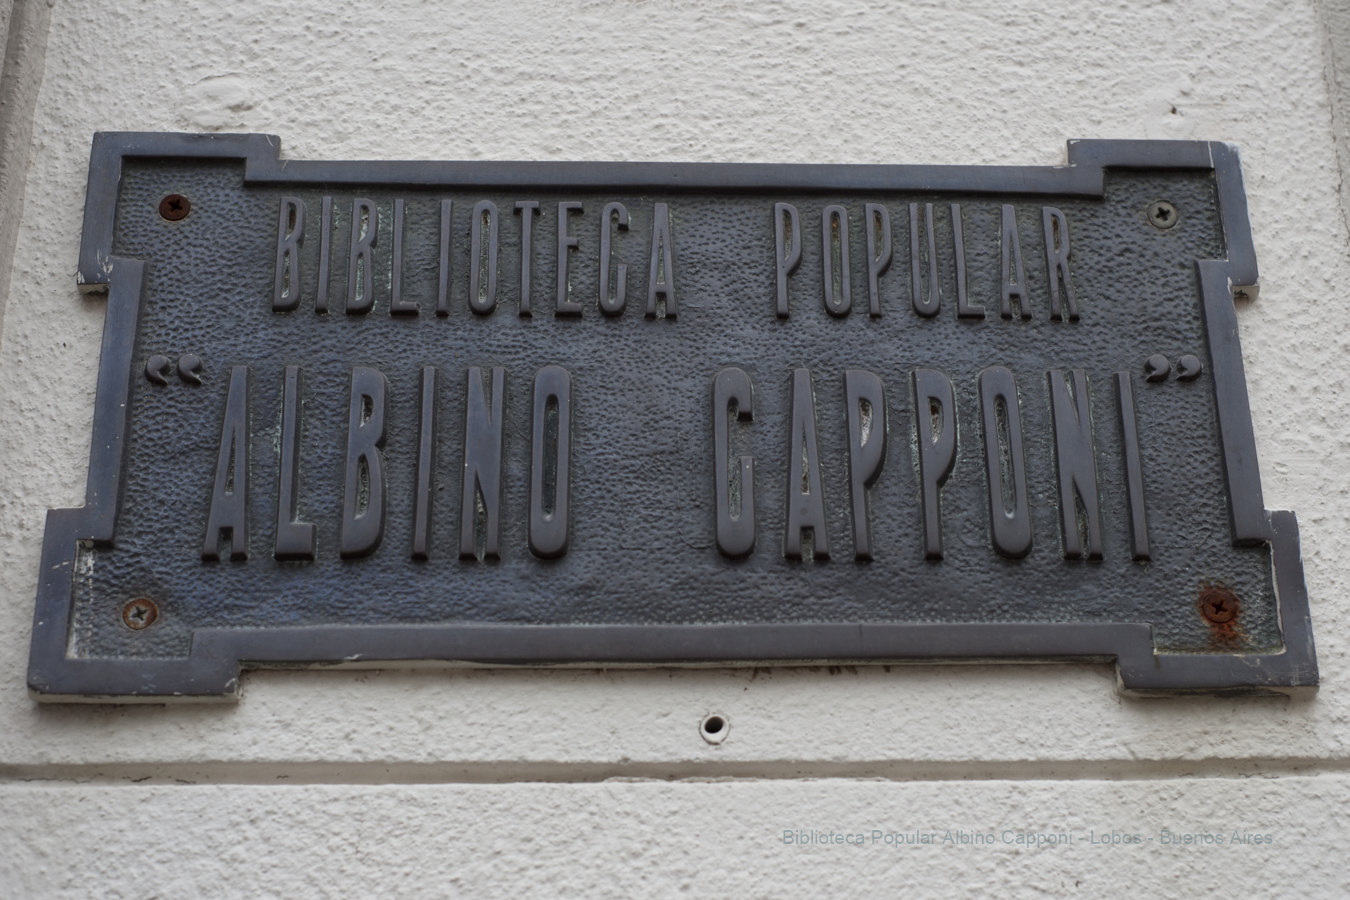 BIBLIOTECA POPULAR
“ALBINO CAPPONI”
Biblioteca Popular Albino Capponi - Lobos - Buenos Aires